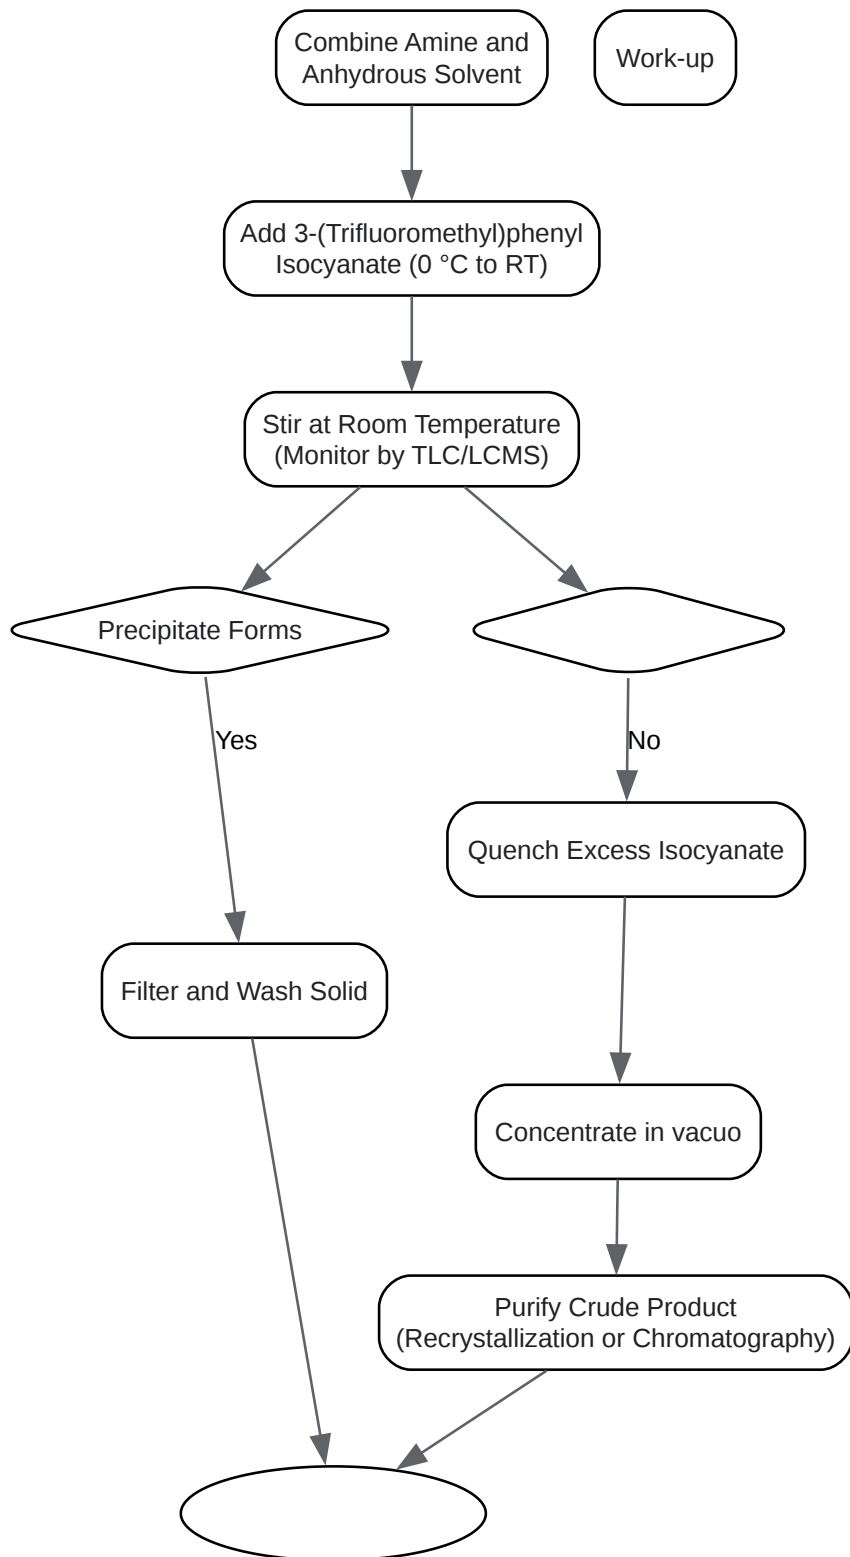 Combine Amine and
Anhydrous Solvent
Work-up
Add 3-(Trifluoromethyl)phenyl
Isocyanate (0 °C to RT)
Stir at Room Temperature
(Monitor by TLC/LCMS)
Precipitate Forms
Yes
No
Quench Excess Isocyanate
Filter and Wash Solid
Concentrate in vacuo
Purify Crude Product
(Recrystallization or Chromatography)